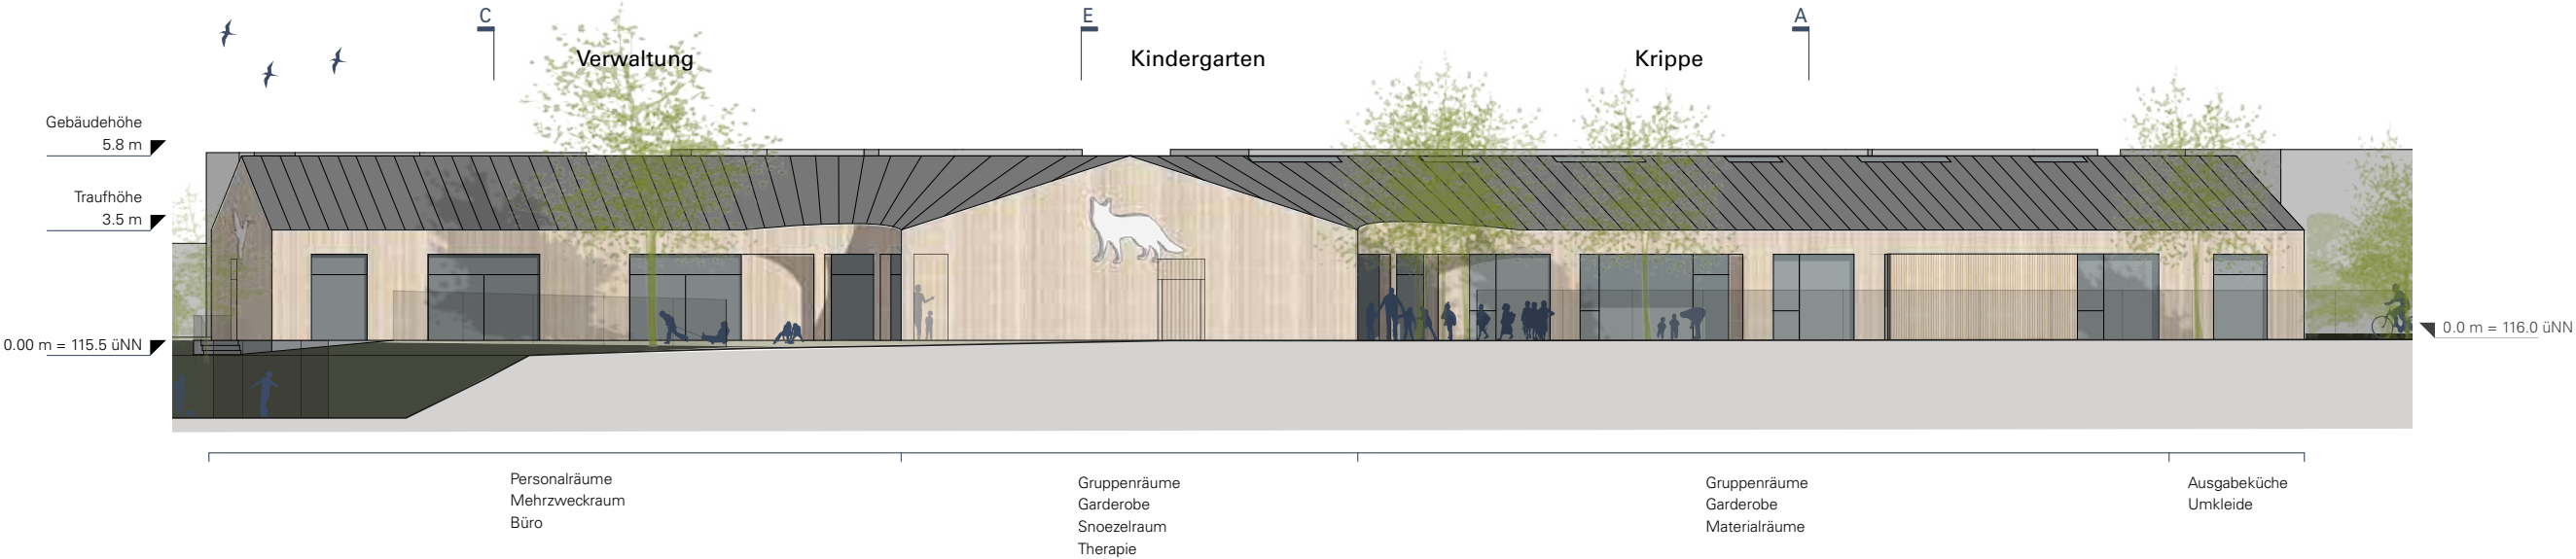 C
E
A
Verwaltung
Kindergarten
Krippe
Gebäudehöhe
5.8 m
Traufhöhe
3.5 m
0.00 m = 115.5 üNN
0.0 m = 116.0 üNN
Personalräume
Mehrzweckraum
Büro
Gruppenräume
Garderobe
Snoezelraum
Therapie
Gruppenräume
Garderobe
Materialräume
Ausgabeküche
Umkleide